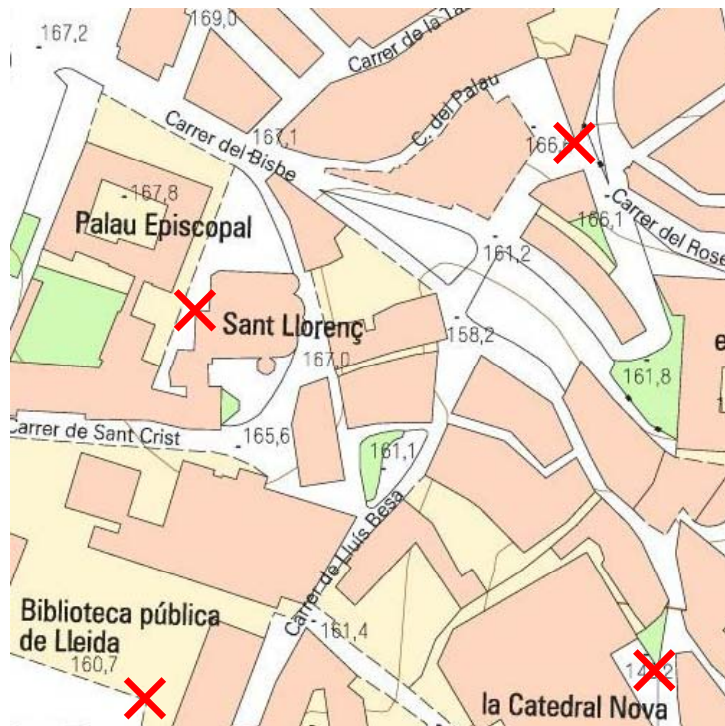 169,0
167,2
Carrer de la
C. del Palau
Carrer del Bisbe
167,1
167,8
Palau Episcopal
166,1
Carrer del Rose
161,2
Sant Llorenç
158,2
167,0
e
161,8
Carrer de Sant Crist
165,6
161,1
Carrer de Lluís Besa
Biblioteca pública
de Lleida
161,4
160,7
la Catedral Nova